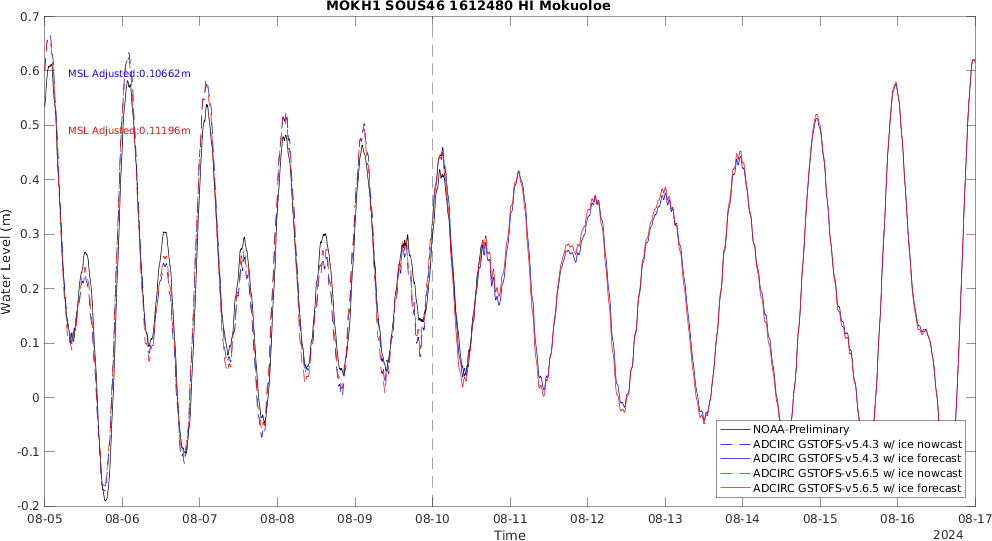 MOKH1 SOUS46 1612480 HI Mokuoloe
0.7
0.6
0.5
0.4
0.3
0.2
0.1
0
-0.1
-0.2
Water Level (m)
MSL Adjusted:0.10662m
MSL Adjusted:0.11196m
NOAA-Preliminary
ADCIRC GSTOFS-v5.4.3 w/ ice nowcast
ADCIRC GSTOFS-v5.4.3 w/ ice forecast
ADCIRC GSTOFS-v5.6.5 w/ ice nowcast
ADCIRC GSTOFS-v5.6.5 w/ ice forecast
08-05 08-06 08-07 08-08 08-09 08-10 08-11 08-12 08-13 08-14 08-15 08-16 08-17
Time
2024